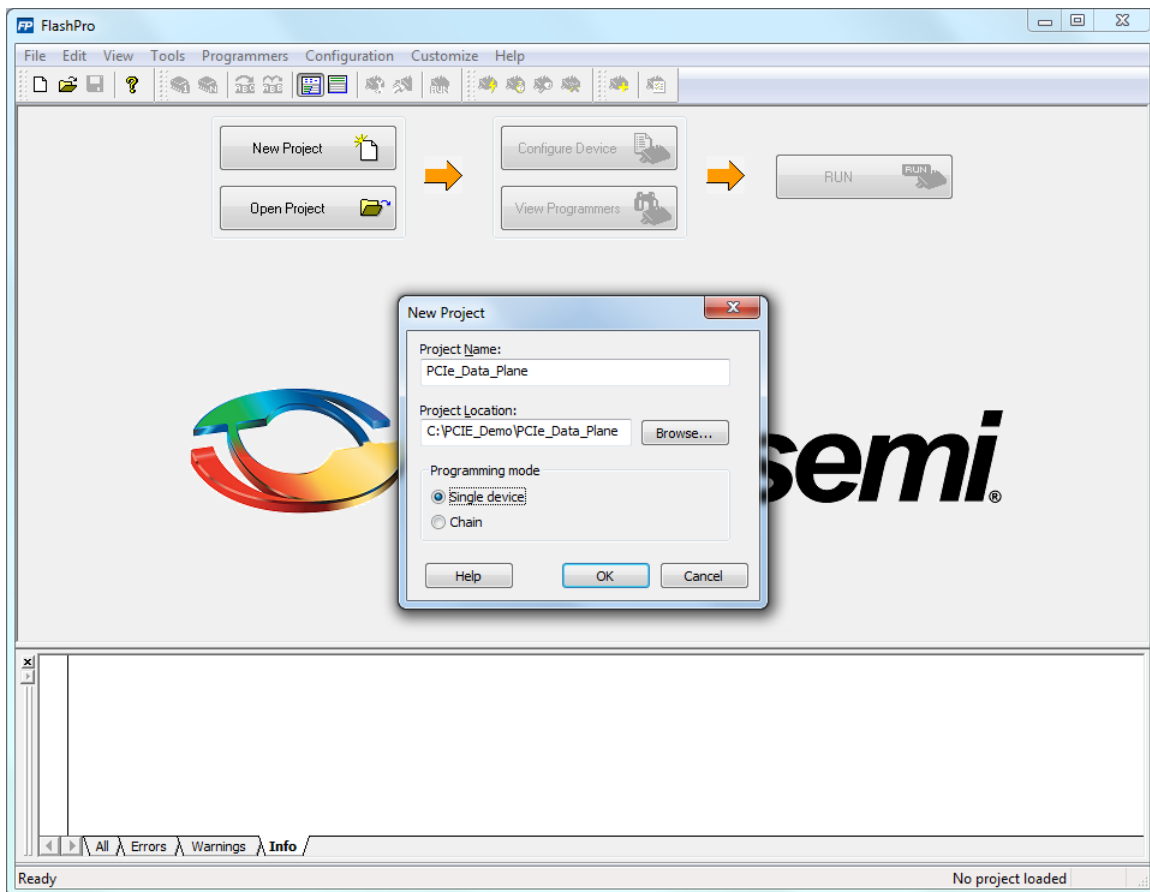 FP FlashPro
File Edit View Tools Programmers Configuration Customize Help
New Project
Configure Device
RUN
RUN
Open Project
View Programmers
New Project
Project Name:
PCIe_Data_Plane
Project Location:
C:\PCIE_Demo\PCIe_Data_Plane
Browse...
Programming mode
Single device
Chain
Help
OK
Cancel
semi®
All
Errors
Warnings
Info
Ready
No project loaded